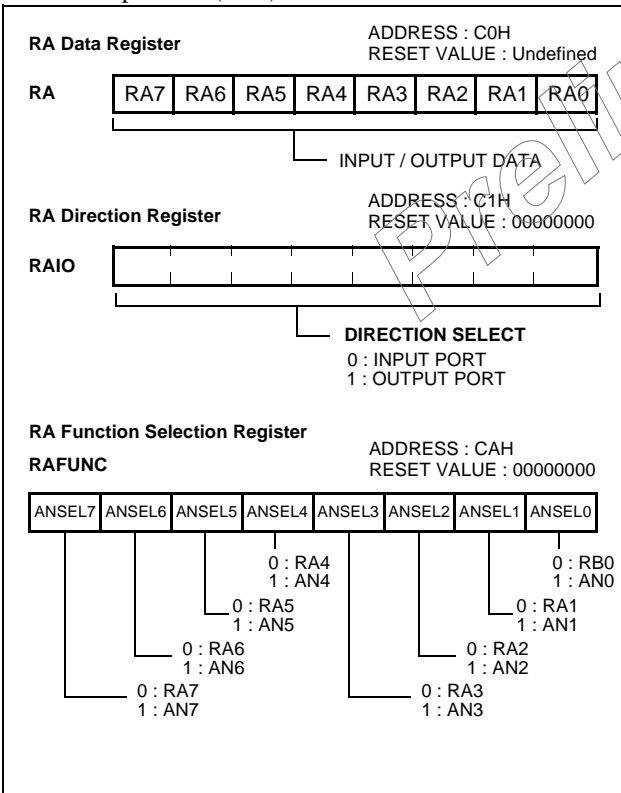 RA Data Register
ADDRESS : C0H
RESET VALUE : Undefined
RA
RA7 RA6 RA5 RA4 RA3 RA2 RA1 RA0
INPUT / OUTPUT DATA
RA Direction Register
ADDRESS : C1H
RESET VALUE : 00000000
RAIO
DIRECTION SELECT
0 : INPUT PORT
1 : OUTPUT PORT
RA Function Selection Register
RAFUNC
ADDRESS : CAH
RESET VALUE : 00000000
ANSEL7 ANSEL6 ANSEL5 ANSEL4 ANSEL3 ANSEL2 ANSEL1 ANSEL0
0 : RA4
1 : AN4
0 : RB0
1 : AN0
0 : RA5
1 : AN5
0 : RA1
1 : AN1
0 : RA6
1 : AN6
0 : RA2
1 : AN2
0 : RA7
1 : AN7
0 : RA3
1 : AN3